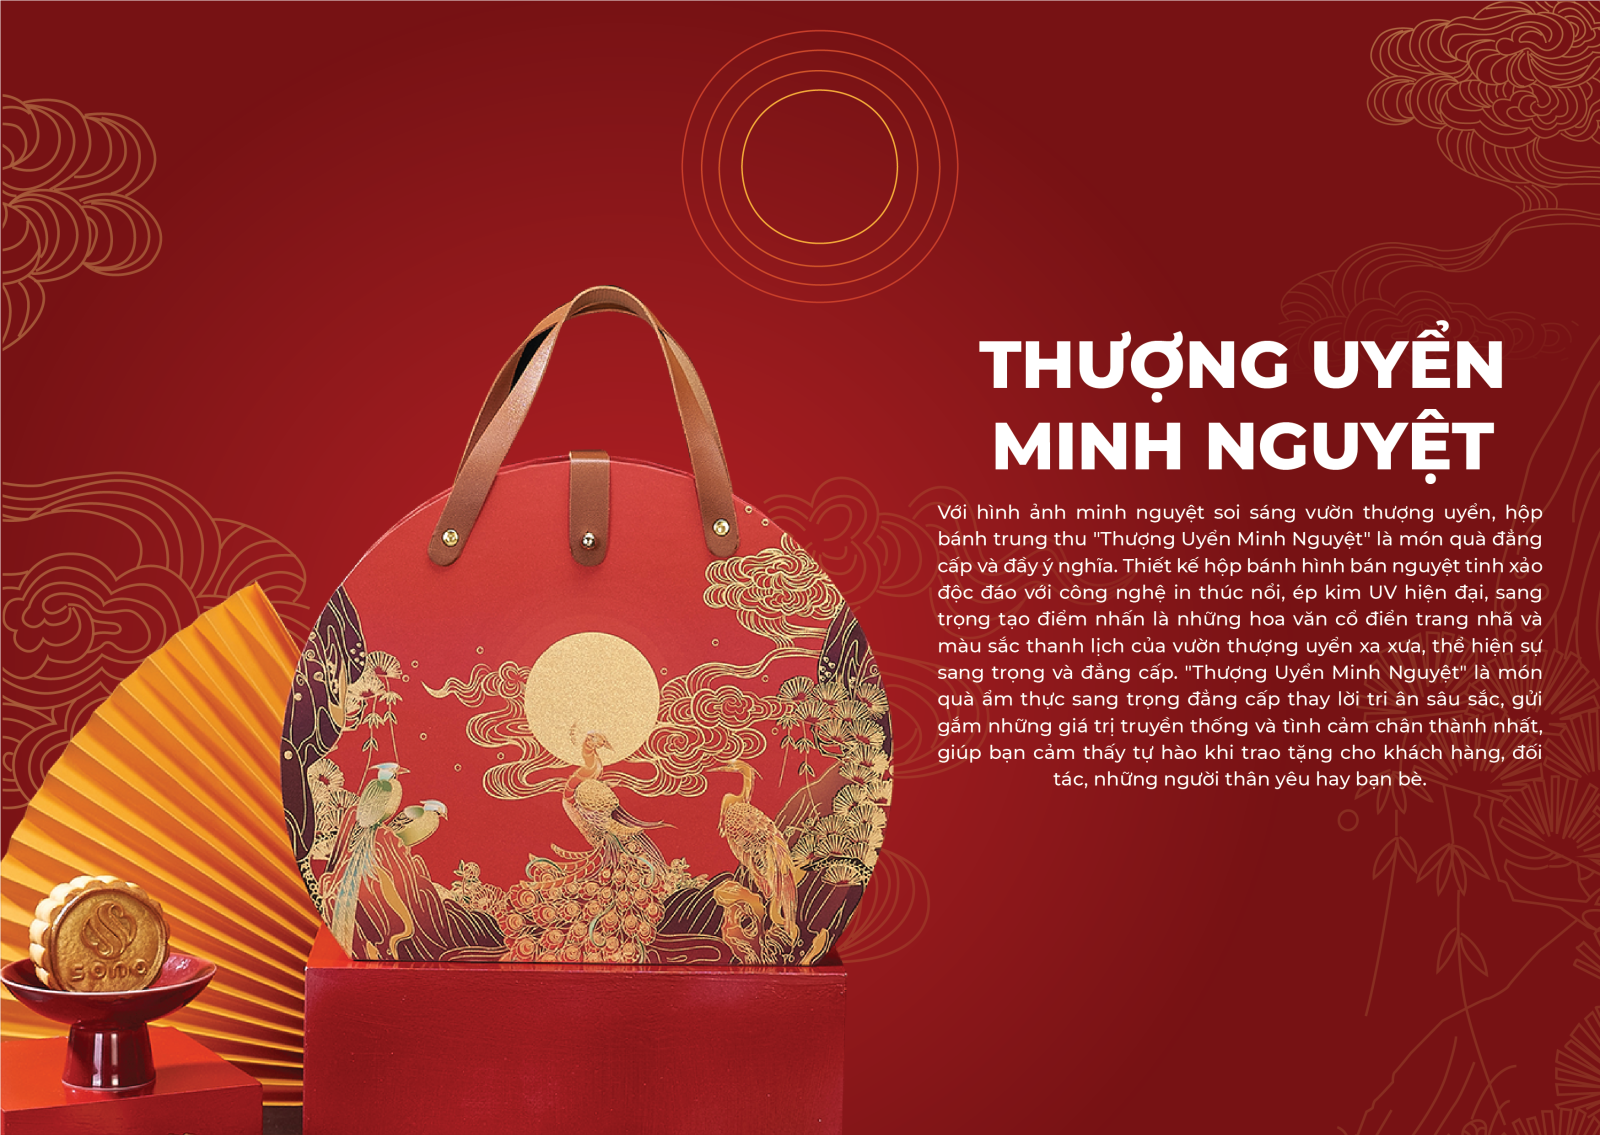 THƯỢNG UYỂN
MINH NGUYỆT
Với hình ảnh minh nguyệt soi sáng vườn thượng uyển, hộp
bánh trung thu "Thượng Uyển Minh Nguyệt" là món quà đẳng
cấp và đầy ý nghĩa. Thiết kế hộp bánh hình bán nguyệt tinh xảo
độc đáo với công nghệ in thúc nổi, ép kim UV hiện đại, sang
trọng tạo điểm nhấn là những hoa văn cổ điển trang nhã và
màu sắc thanh lịch của vườn thượng uyển xa xưa, thể hiện sự
sang trọng và đẳng cấp. "Thượng Uyển Minh Nguyệt" là món
quà ẩm thực sang trọng đẳng cấp thay lời tri ân sâu sắc, gửi
gắm những giá trị truyền thống và tình cảm chân thành nhất,
giúp bạn cảm thấy tự hào khi trao tặng cho khách hàng, đối
tác, những người thân yêu hay bạn bè.
SONA